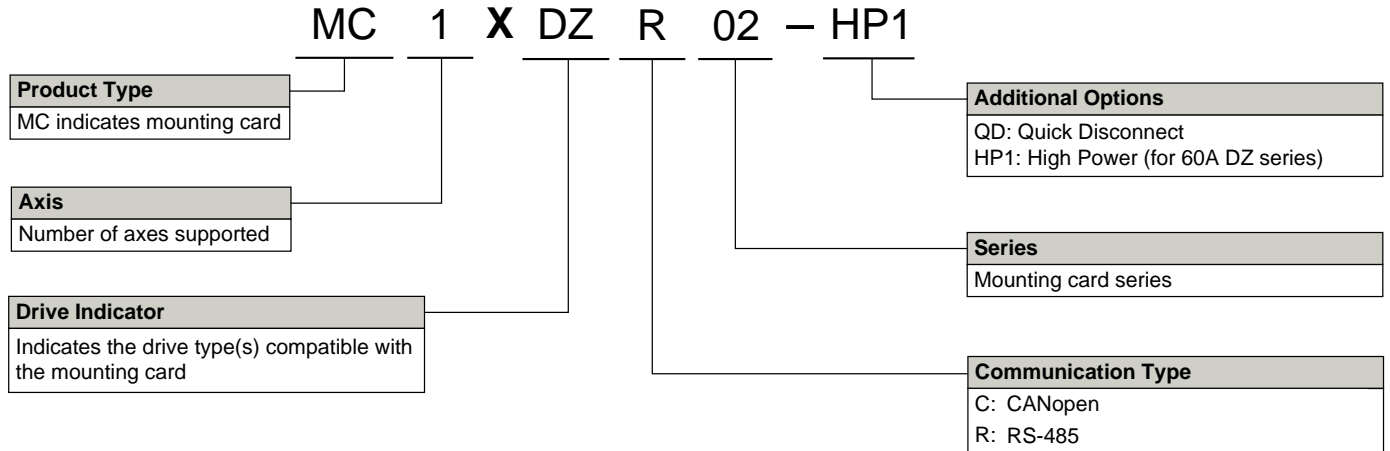 MC 1 X DZ R 02 – HP1
Product Type
MC indicates mounting card
Axis
Number of axes supported
Drive Indicator
Indicates the drive type(s) compatible with
the mounting card
Additional Options
QD: Quick Disconnect
HP1: High Power (for 60A DZ series)
Series
Mounting card series
Communication Type
C: CANopen
R: RS-485